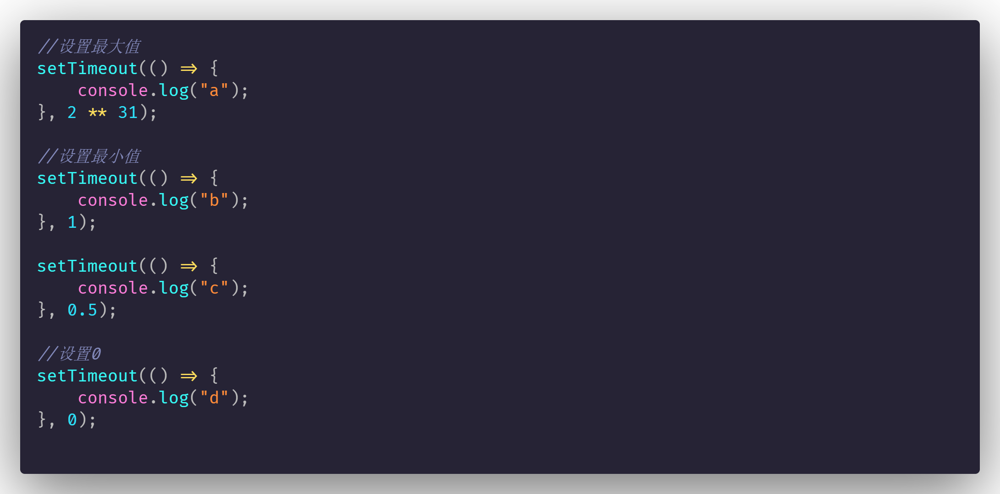 //设置最大值
setTimeout(() => {
    console.log("a");
}, 2 ** 31);

//设置最小值
setTimeout(() => {
    console.log("b");
}, 1);

setTimeout(() => {
    console.log("c");
}, 0.5);

//设置0
setTimeout(() => {
    console.log("d");
}, 0);